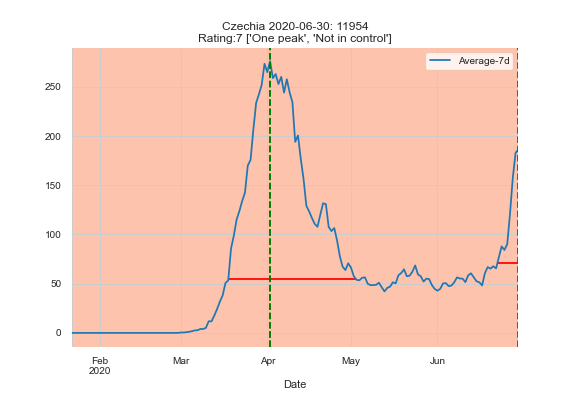 Czechia 2020-06-30: 11954
Rating:7 ['One peak', 'Not in control']
Average-7d
250
200
150
100
50
0
Feb
2020
Mar
Apr
May
Jun
Date